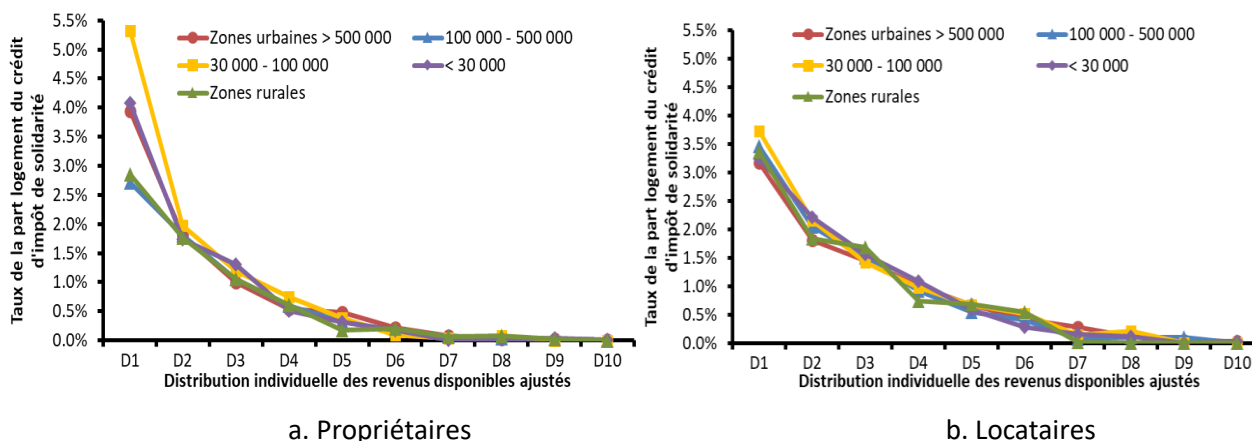 Taux de la part logement du crédit
d'impôt de solidarité
5.5%
5.0%
4.5%
4.0%
3.5%
3.0%
2.5%
2.0%
1.5%
1.0%
0.5%
0.0%
Zones urbaines > 500 000
100 000 - 500 000
30 000 - 100 000
< 30 000
Zones rurales
D1 D2 D3 D4 D5 D6 D7 D8 D9 D10
Distribution individuelle des revenus disponibles ajustés
a. Propriétaires
Taux de la part logement du crédit
d'impôt de solidarité
5.5%
5.0%
4.5%
4.0%
3.5%
3.0%
2.5%
2.0%
1.5%
1.0%
0.5%
0.0%
Zones urbaines > 500 000
100 000 - 500 000
30 000 - 100 000
< 30 000
Zones rurales
D1 D2 D3 D4 D5 D6 D7 D8 D9 D10
Distribution individuelle des revenus disponibles ajustés
b. Locataires